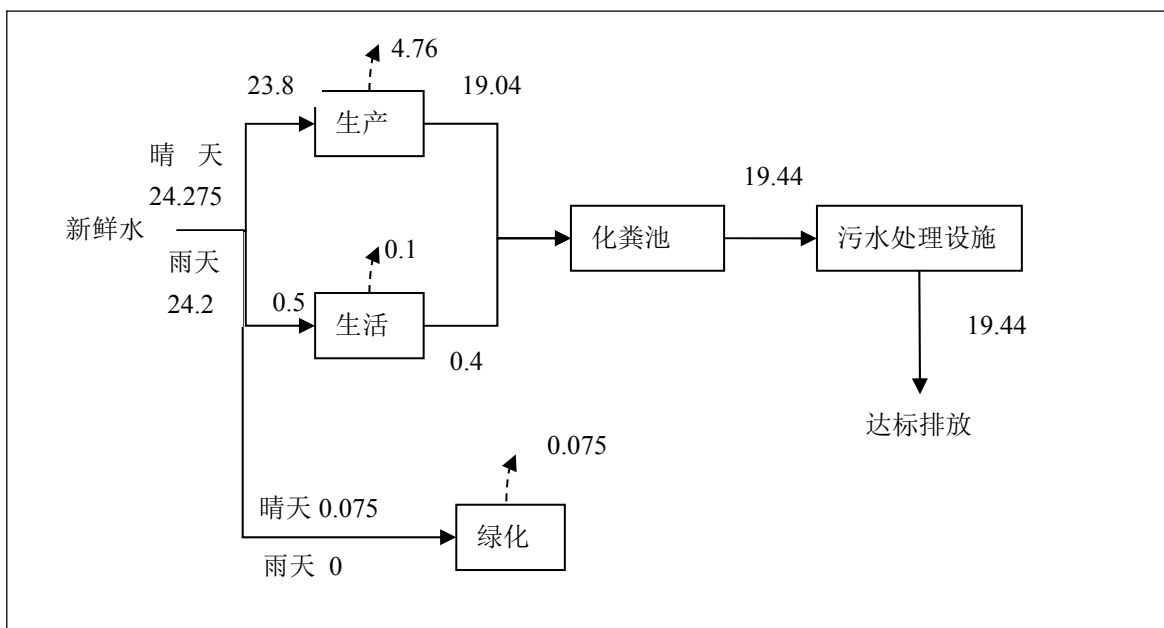 4.76
23.8
19.04
生产
晴 天
24.275
19.44
新鲜水
化粪池
污水处理设施
雨天
0.1
24.2
0.5
生活
19.44
0.4
达标排放
0.075
晴天 0.075
绿化
雨天 0